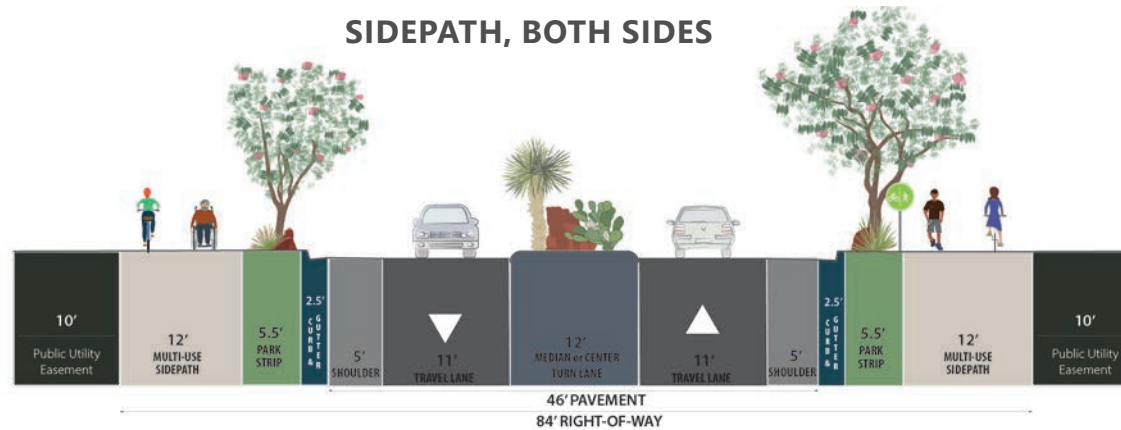 SIDEPATH, BOTH SIDES
10'
Public Utility
Easement
12'
MULTI-USE
SIDEPATH
5.5'
PARK
STRIP
2.5'
CURB &
GUTTER
5'
SHOULDER
11'
TRAVEL LANE
12'
MEDIAN or CENTER
TURN LANE
11'
TRAVEL LANE
5'
SHOULDER
2.5'
CURB &
GUTTER
5.5'
PARK
STRIP
12'
MULTI-USE
SIDEPATH
10'
Public Utility
Easement
46' PAVEMENT
84' RIGHT-OF-WAY